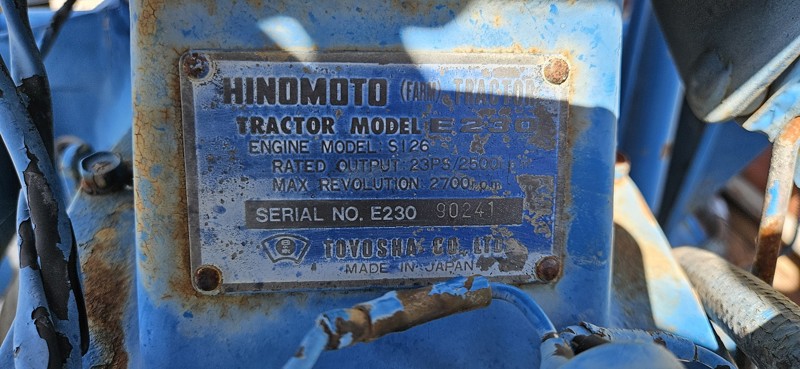 HINOMOTO (FARM) TRACTOR
TRACTOR MODEL E230
ENGINE MODEL: S126
RATED OUTPUT: 23PS/2500
MAX. REVOLUTION: 2700
SERIAL NO. E230 90241
TOYOSHA CO. LTD.
MADE IN JAPAN